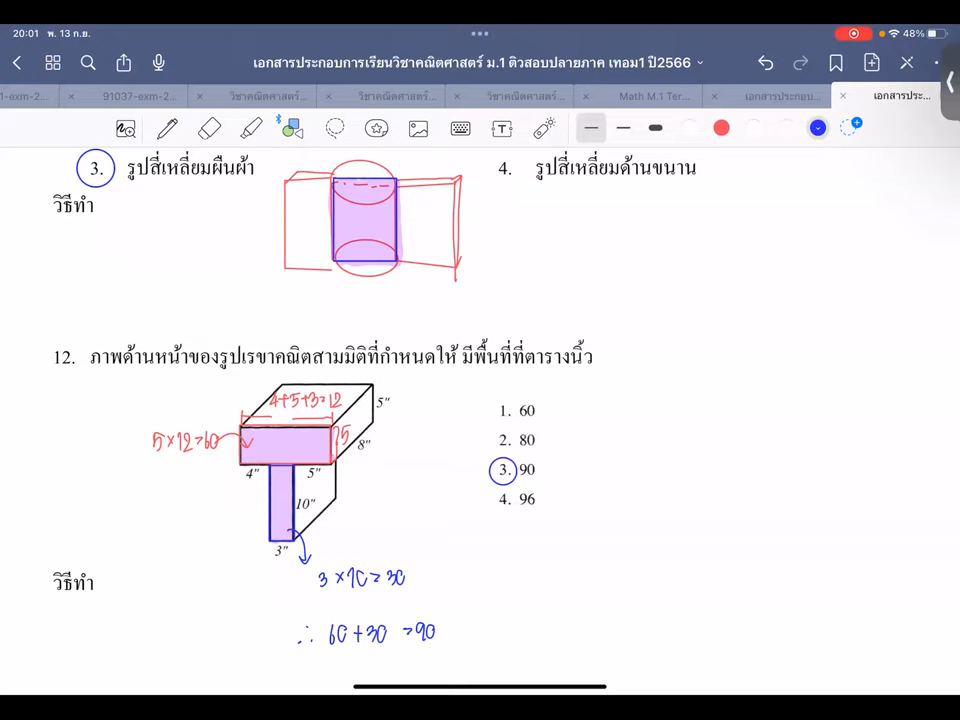 20:01 พ. 13 ก.ย.
48%
เอกสารประกอบการเรียนวิชาคณิตศาสตร์ ม.1 ติวสอบปลายภาค เทอม1 ปี2566
1-exm-2...
91037-exm-2...
วิชาคณิตศาสตร์...
วิชาคณิตศาสตร์...
วิชาคณิตศาสตร์...
Math M.1 Ter...
เอกสารประกอบ...
เอกสารประ...
3. รูปสี่เหลี่ยมผืนผ้า
4. รูปสี่เหลี่ยมด้านขนาน
วิธีทำ
12. ภาพด้านหน้าของรูปเรขาคณิตสามมิติที่กำหนดให้ มีพื้นที่ที่ตารางนิ้ว
4+5+3=12
5"
5×12=60
5
8"
4"
5"
10"
3"
1. 60
2. 80
3. 90
4. 96
วิธีทำ
3×10=30
∴ 60+30 =90